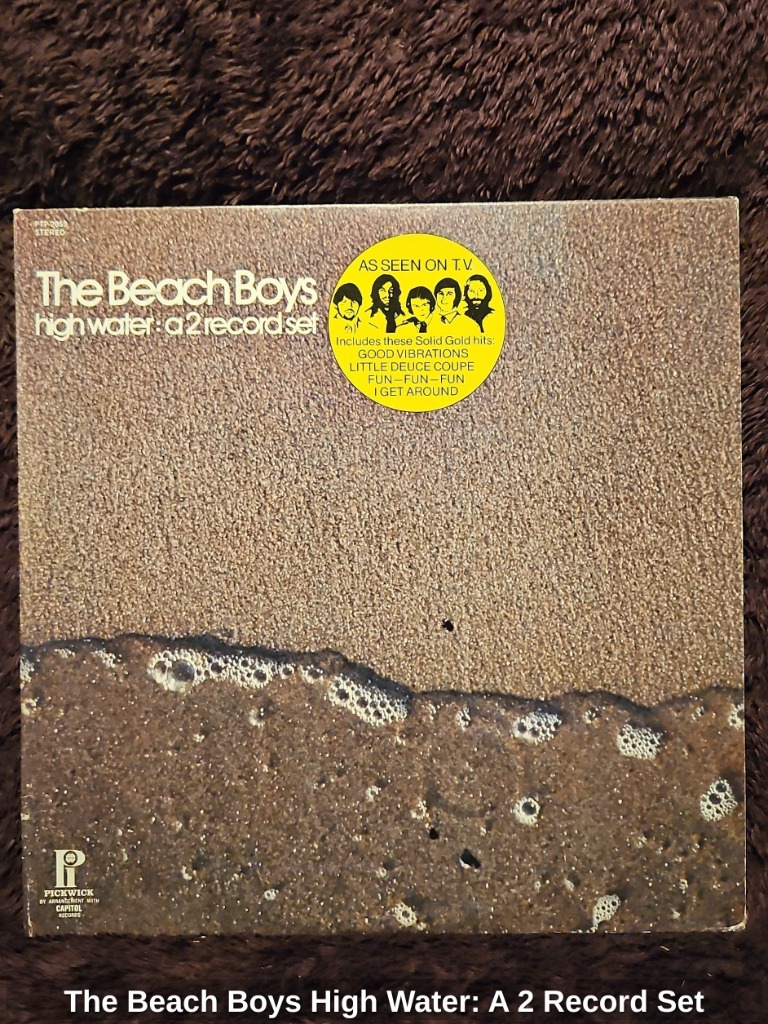 PTP-2059
STEREO
The Beach Boys
high water: a 2 record set
AS SEEN ON T.V.
Includes these Solid Gold hits:
GOOD VIBRATIONS
LITTLE DEUCE COUPE
FUN–FUN–FUN
I GET AROUND
PICKWICK
BY ARRANGEMENT WITH
CAPITOL
RECORDS
The Beach Boys High Water: A 2 Record Set